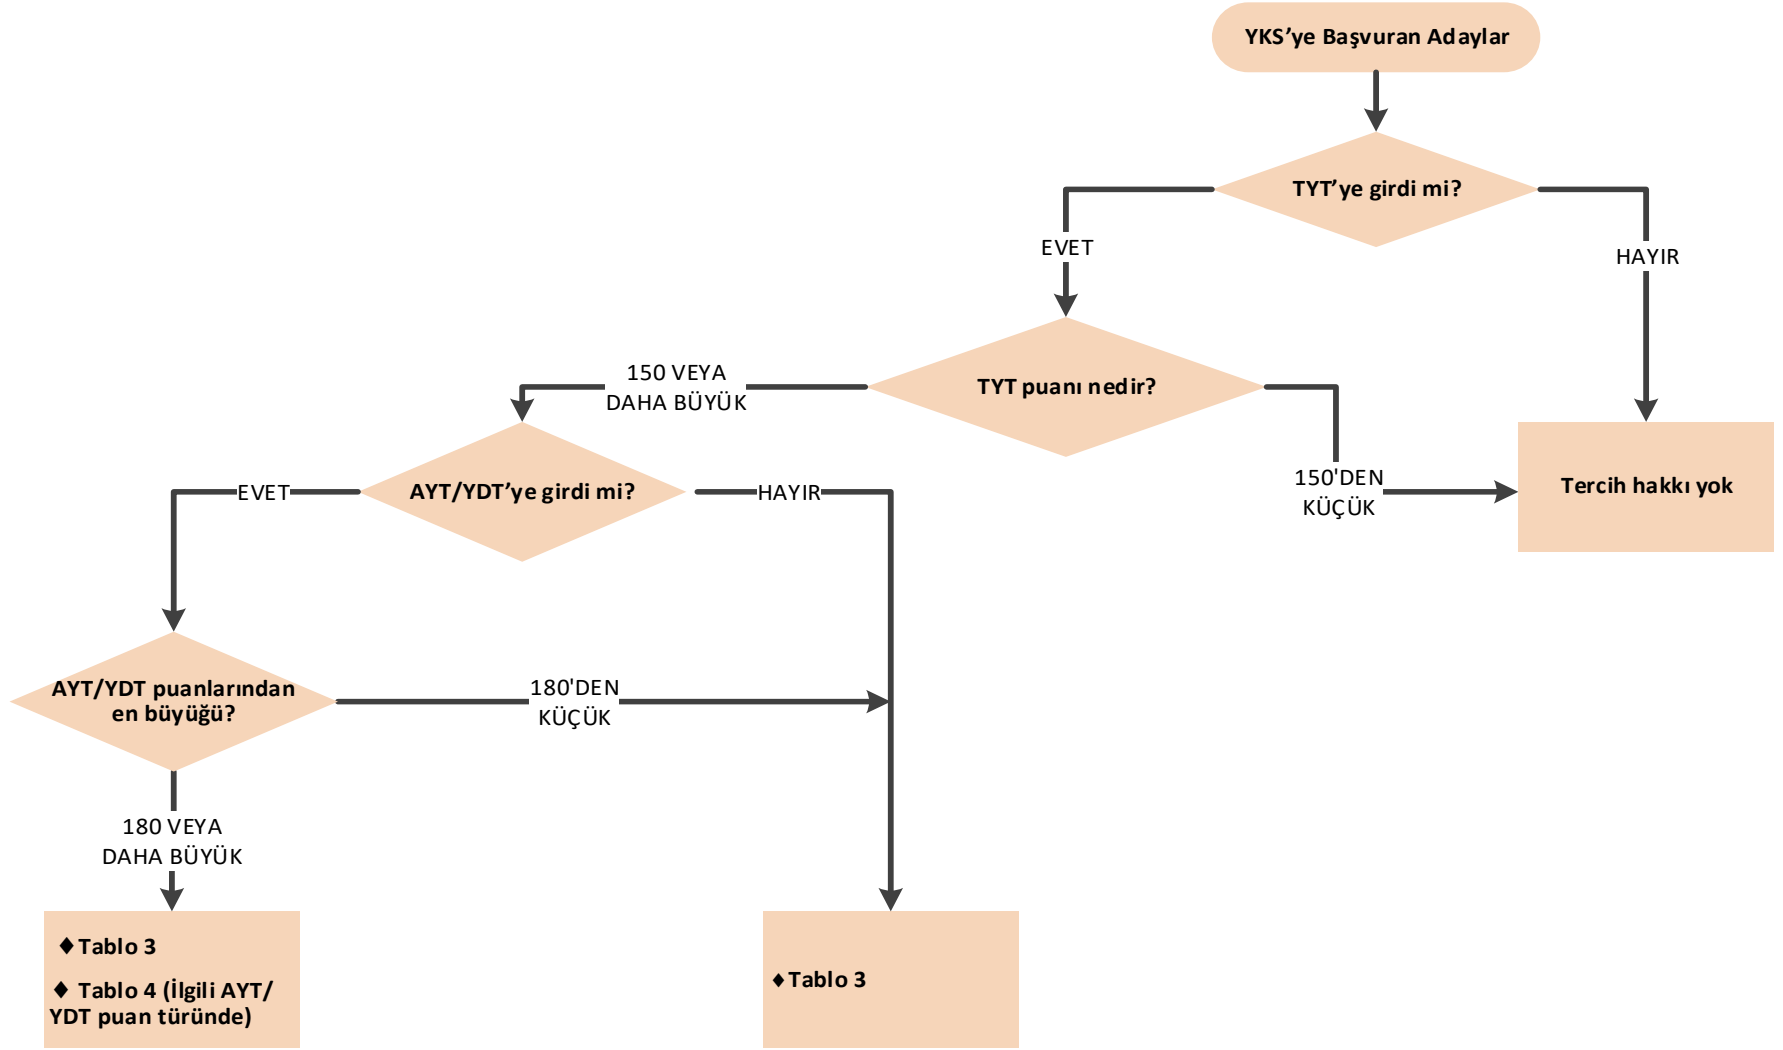 YKS’ye Başvuran Adaylar
TYT’ye girdi mi?
EVET
HAYIR
TYT puanı nedir?
150 VEYA
DAHA BÜYÜK
150'DEN
KÜÇÜK
Tercih hakkı yok
AYT/YDT’ye girdi mi?
EVET
HAYIR
AYT/YDT puanlarından
en büyüğü?
180'DEN
KÜÇÜK
180 VEYA
DAHA BÜYÜK
♦Tablo 3
♦ Tablo 4 (İlgili AYT/
YDT puan türünde)
♦Tablo 3